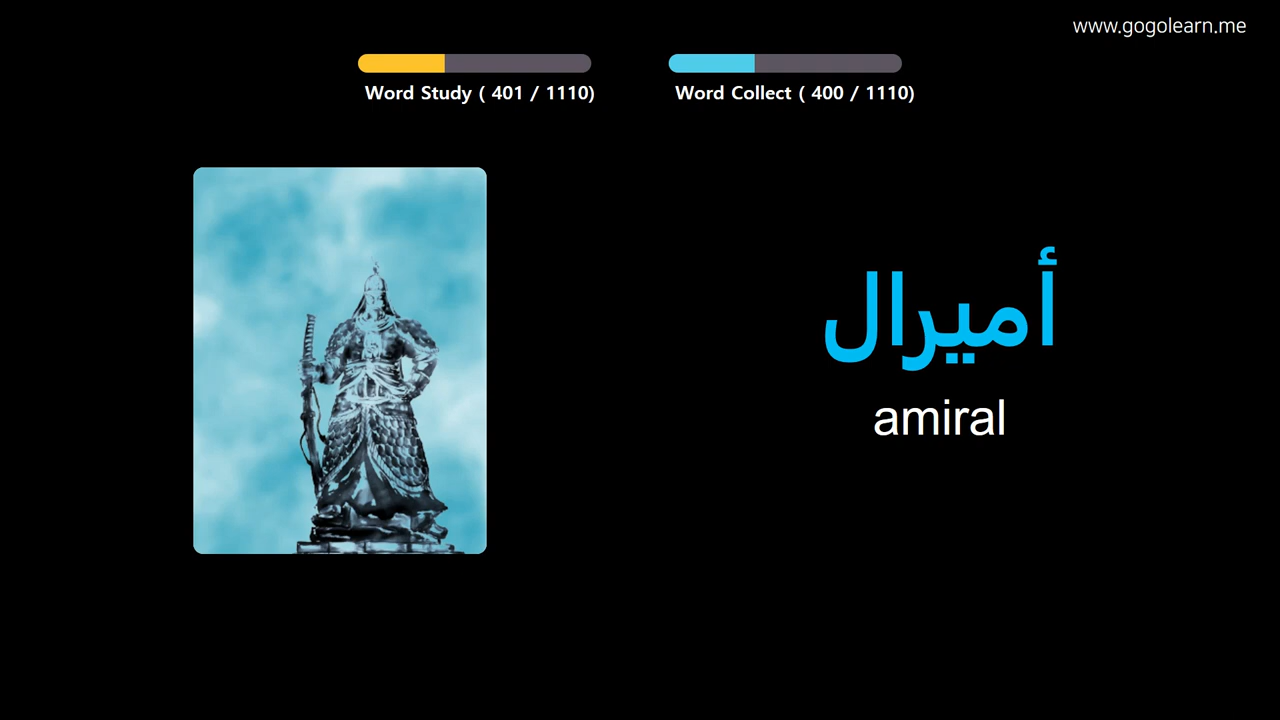 www.gogolearn.me
Word Study ( 401 / 1110)
Word Collect ( 400 / 1110)
أميرال
amiral